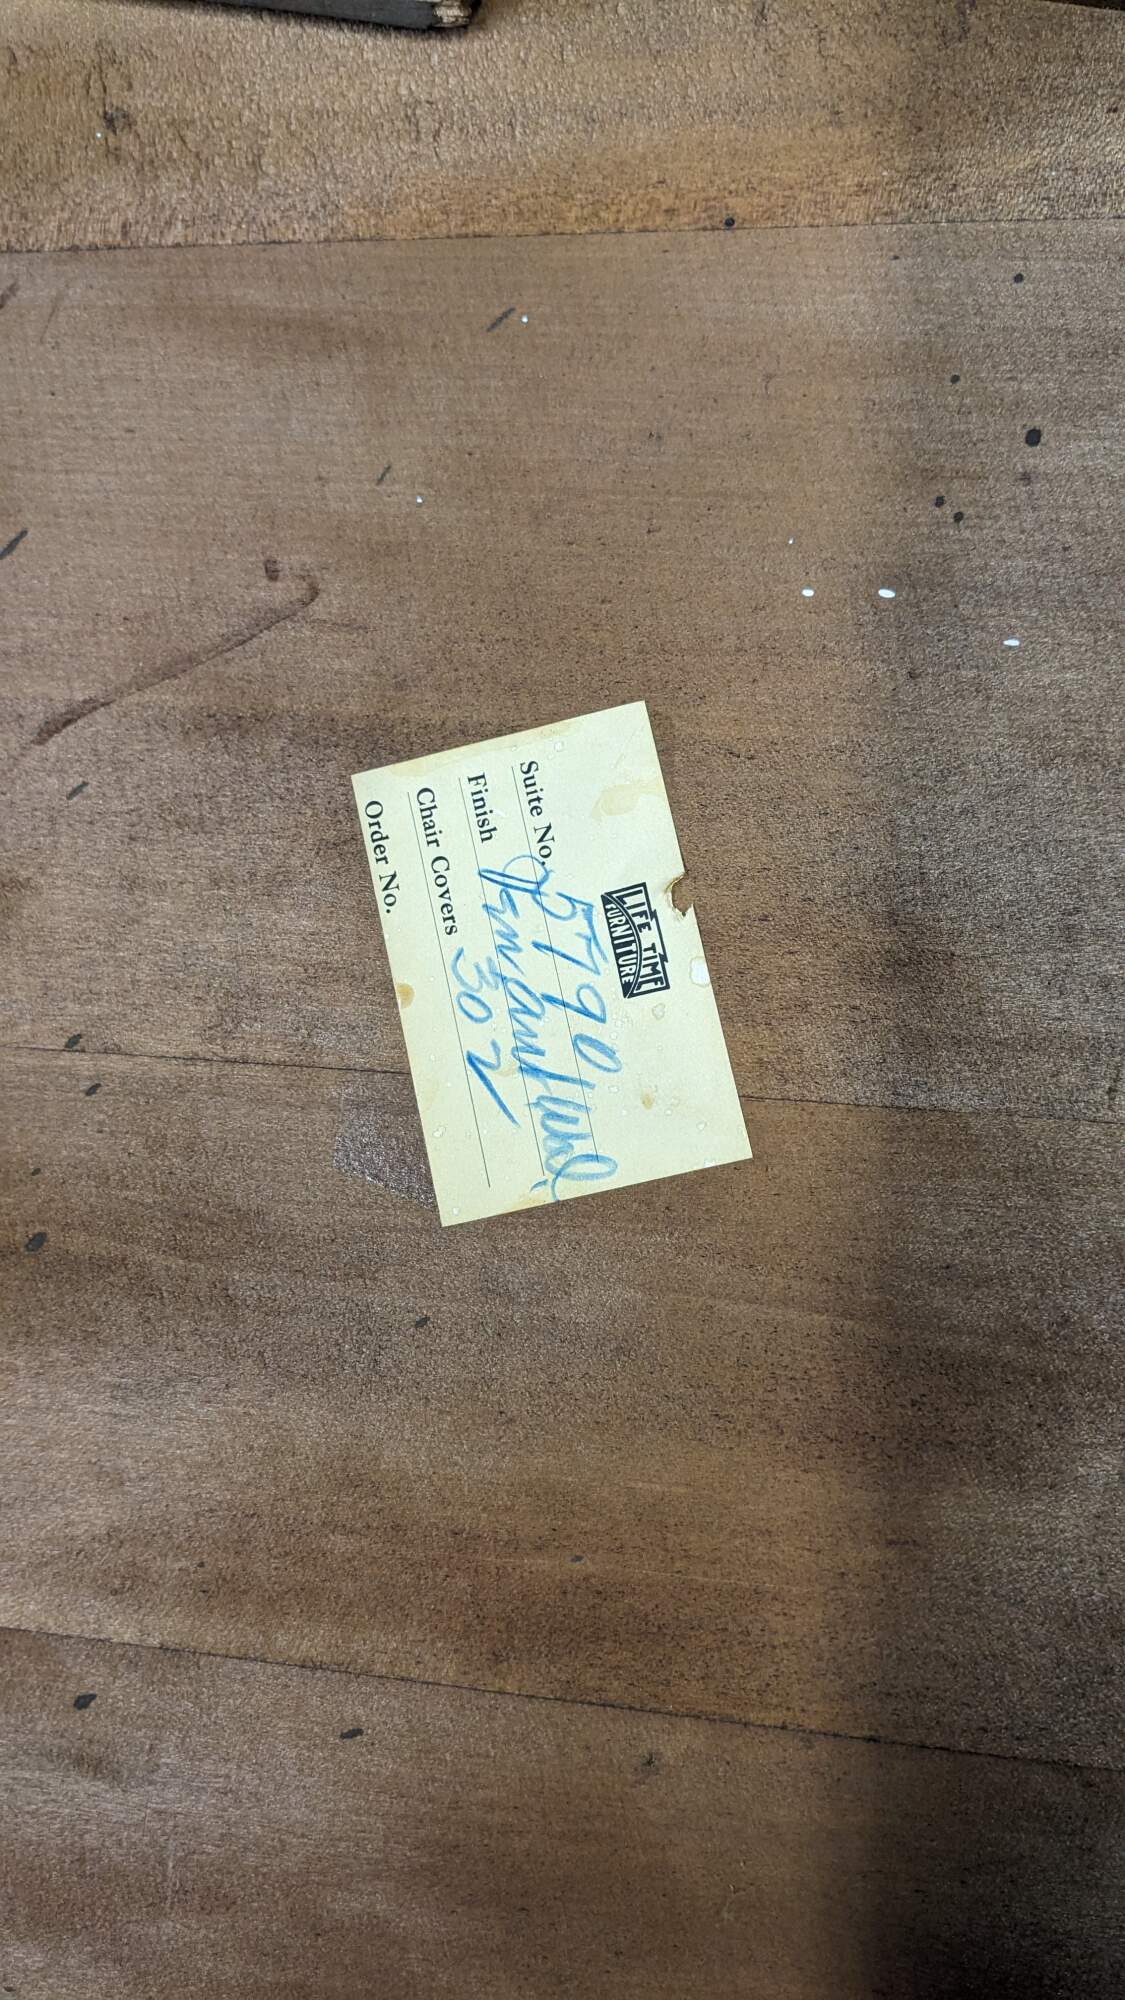 LIFE TIME
FURNITURE
Suite No. 5790
Finish
Chair Covers 302
Order No.